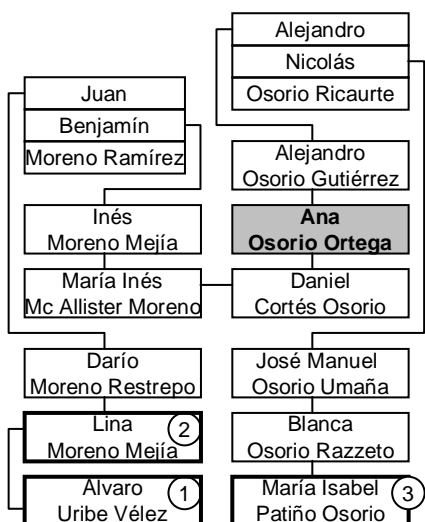 Alejandro
Nicolás
Osorio Ricaurte
Juan
Benjamín
Moreno Ramírez
Alejandro
Osorio Gutiérrez
Inés
Moreno Mejía
Ana
Osorio Ortega
María Inés
Mc Allister Moreno
Daniel
Cortés Osorio
Darío
Moreno Restrepo
José Manuel
Osorio Umaña
Lina
Moreno Mejía
2
Blanca
Osorio Razzeto
Alvaro
Uribe Vélez
1
María Isabel
Patiño Osorio
3